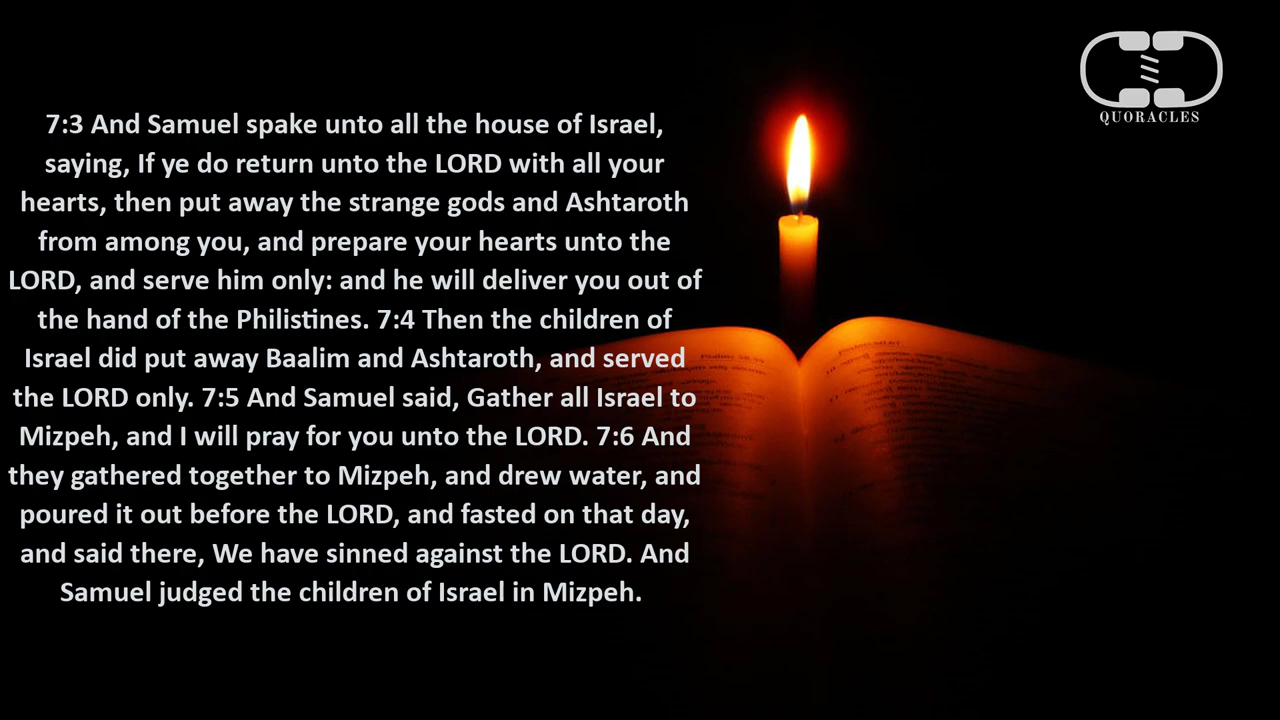 7:3 And Samuel spake unto all the house of Israel,
saying, If ye do return unto the LORD with all your
hearts, then put away the strange gods and Ashtaroth
from among you, and prepare your hearts unto the
LORD, and serve him only: and he will deliver you out of
the hand of the Philistines. 7:4 Then the children of
Israel did put away Baalim and Ashtaroth, and served
the LORD only. 7:5 And Samuel said, Gather all Israel to
Mizpeh, and I will pray for you unto the LORD. 7:6 And
they gathered together to Mizpeh, and drew water, and
poured it out before the LORD, and fasted on that day,
and said there, We have sinned against the LORD. And
Samuel judged the children of Israel in Mizpeh.
QUORACLES